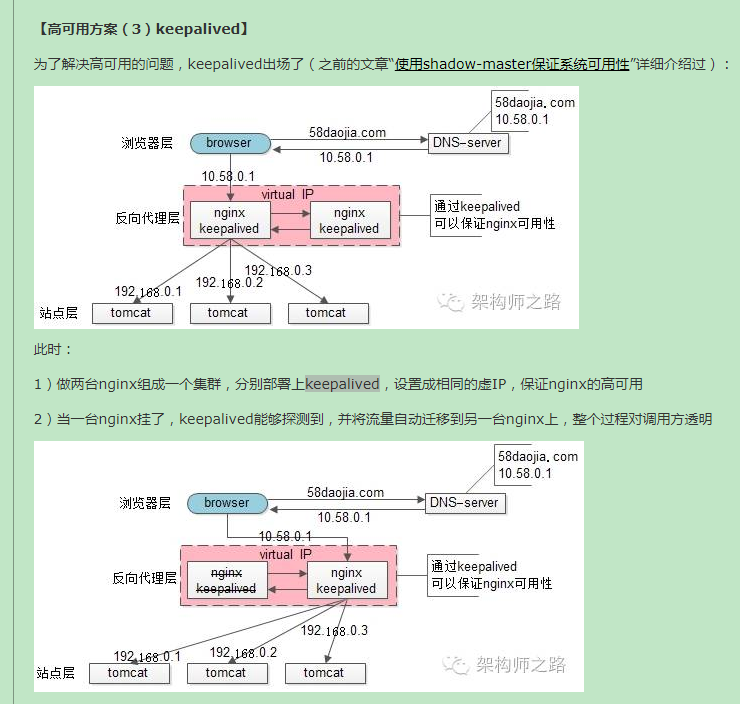 【高可用方案（3）keepalived】
为了解决高可用的问题，keepalived出场了（之前的文章“使用shadow-master保证系统可用性”详细介绍过）：
58daojia.com
10.58.0.1
浏览器层
browser
58daojia.com
10.58.0.1
DNS-server
10.58.0.1
virtual IP
反向代理层
nginx
keepalived
nginx
keepalived
通过keepalived
可以保证nginx可用性
192.168.0.1
192.168.0.2
192.168.0.3
站点层
tomcat
tomcat
tomcat
架构师之路
此时：
1）做两台nginx组成一个集群，分别部署上keepalived，设置成相同的虚IP，保证nginx的高可用
2）当一台nginx挂了，keepalived能够探测到，并将流量自动迁移到另一台nginx上，整个过程对调用方透明
58daojia.com
10.58.0.1
浏览器层
browser
58daojia.com
10.58.0.1
DNS-server
10.58.0.1
virtual IP
反向代理层
nginx
keepalived
nginx
keepalived
通过keepalived
可以保证nginx可用性
192.168.0.1
192.168.0.2
192.168.0.3
站点层
tomcat
tomcat
tomcat
架构师之路